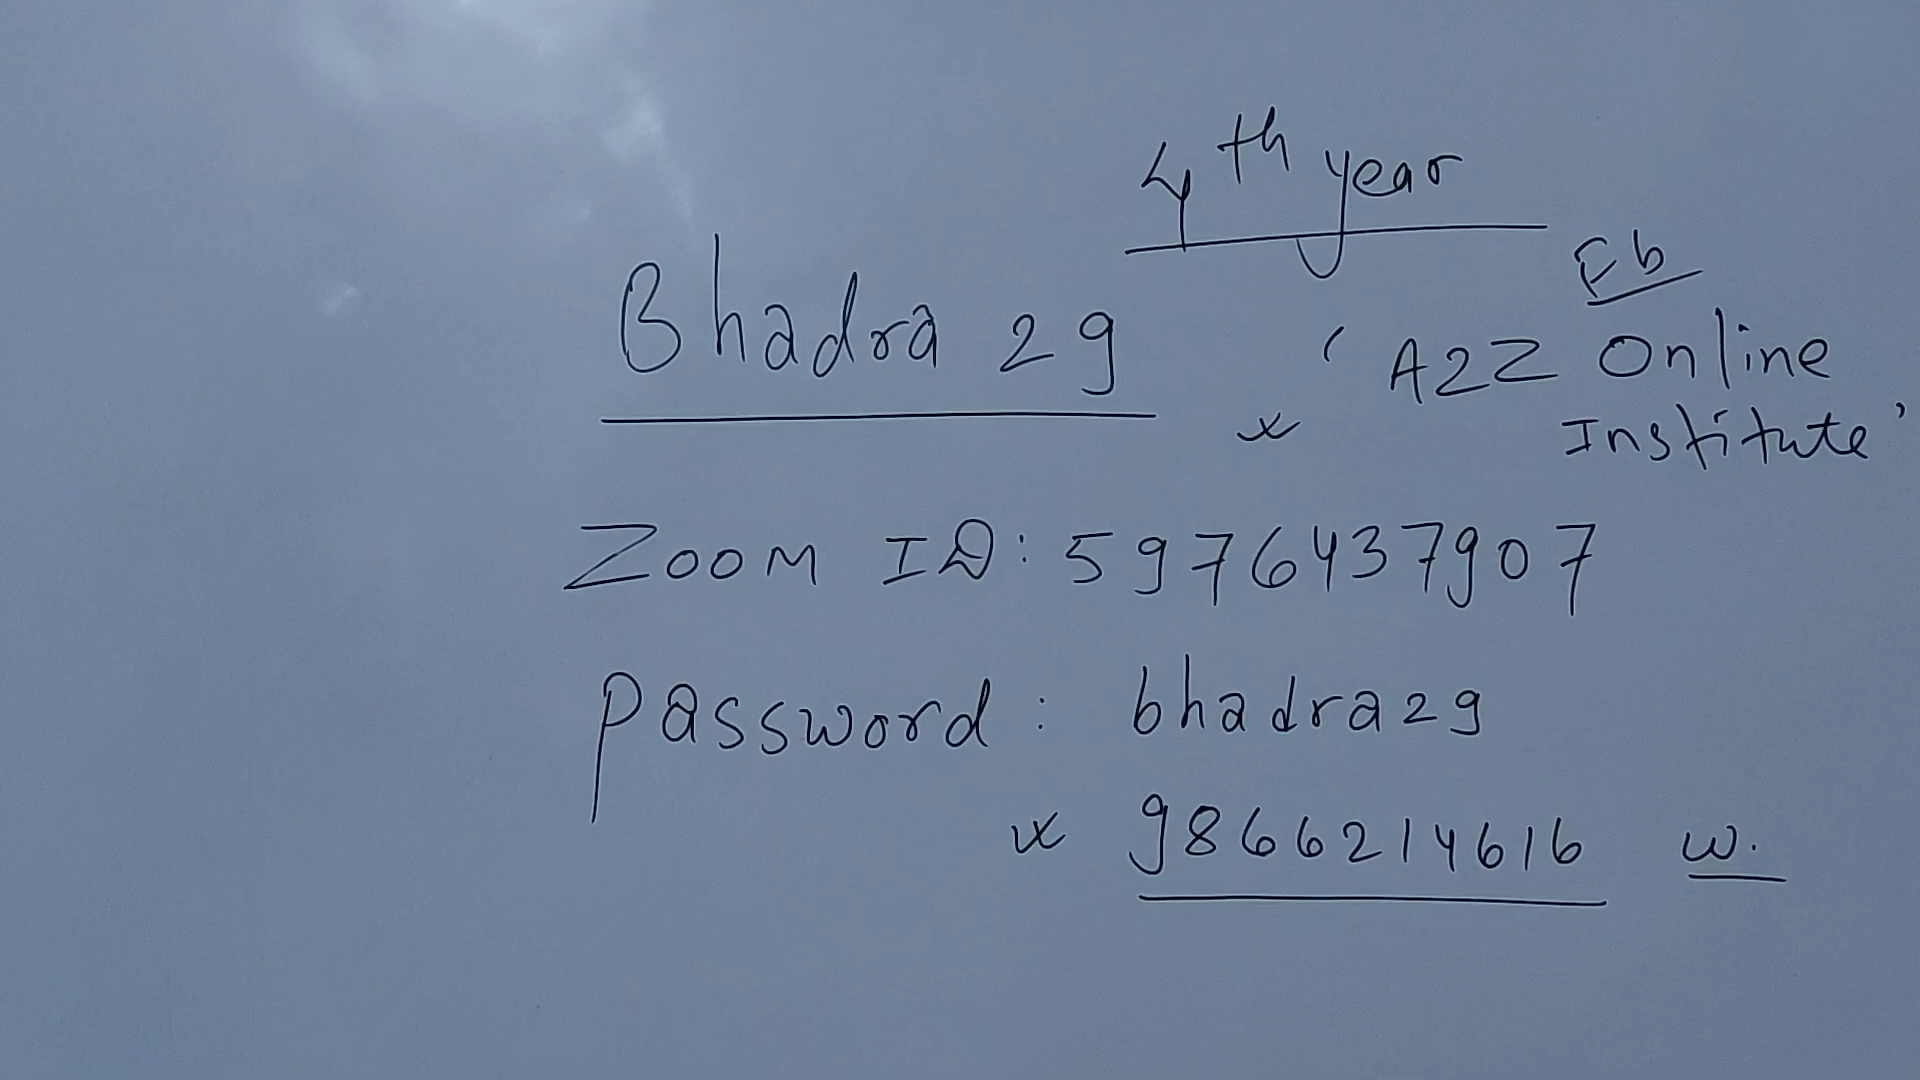 4th year
Fb
Bhadra 29
'A2Z Online
Institute'
Zoom ID: 5976437907
Password: bhadra29
9866214616 w.